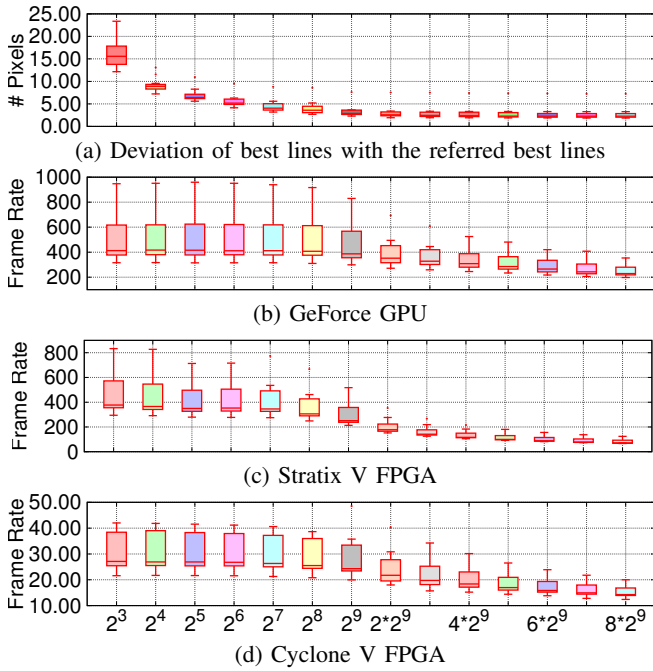 25.00
20.00
15.00
10.00
5.00
0.00
# Pixels
(a) Deviation of best lines with the referred best lines
1000
800
600
400
200
Frame Rate
(b) GeForce GPU
800
600
400
200
0
Frame Rate
(c) Stratix V FPGA
50.00
40.00
30.00
20.00
10.00
Frame Rate
2^3 2^4 2^5 2^6 2^7 2^8 2^9 2*2^9 4*2^9 6*2^9 8*2^9
(d) Cyclone V FPGA